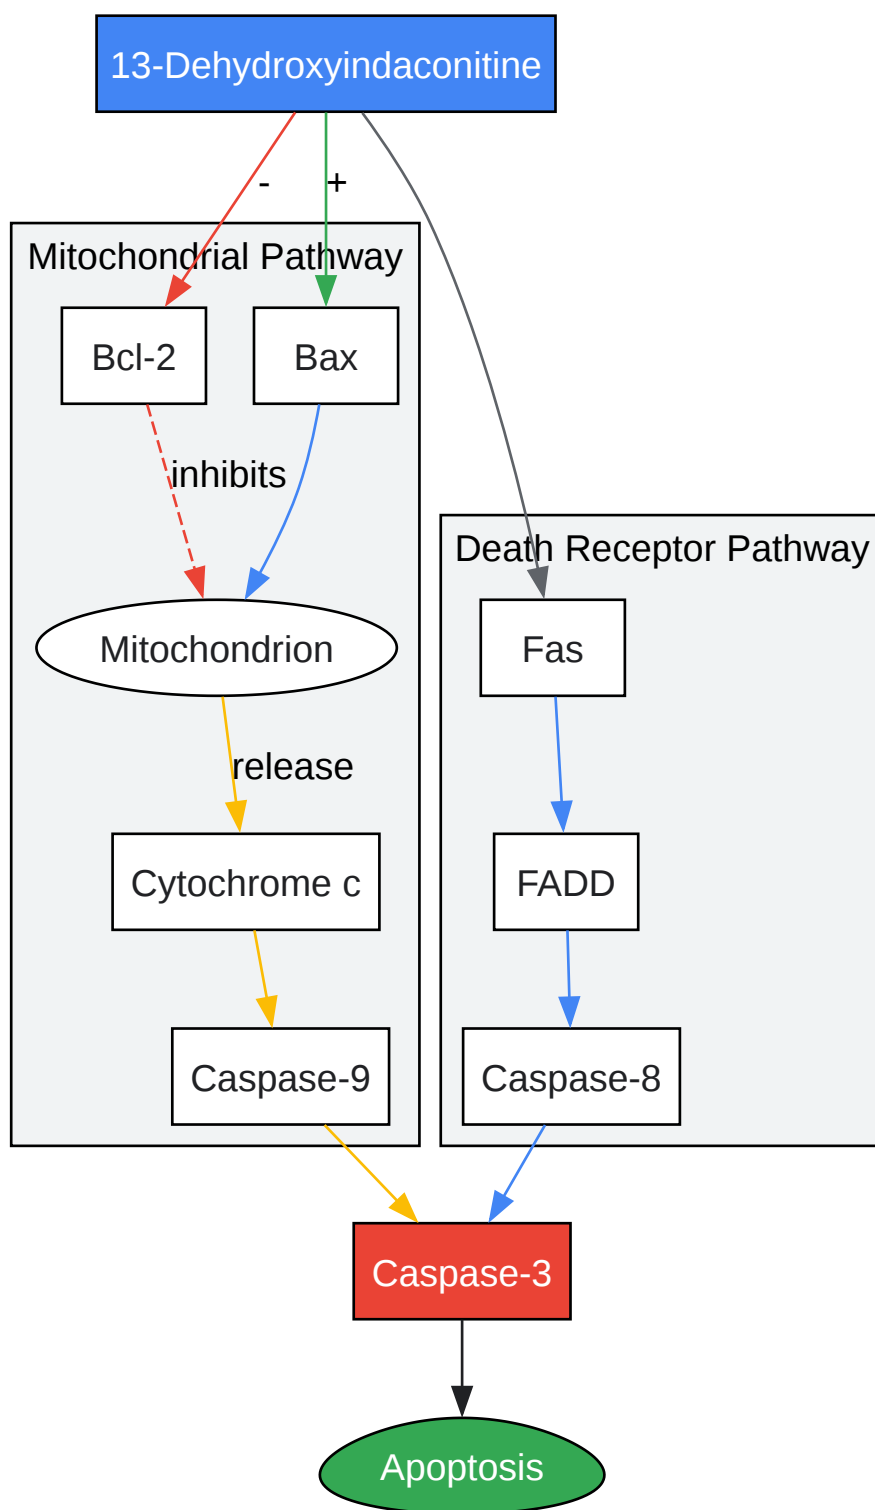 13-Dehydroxyindaconitine
-
+
Mitochondrial Pathway
Bcl-2
Bax
inhibits
Death Receptor Pathway
Mitochondrion
Fas
release
Cytochrome c
FADD
Caspase-9
Caspase-8
Caspase-3
Apoptosis